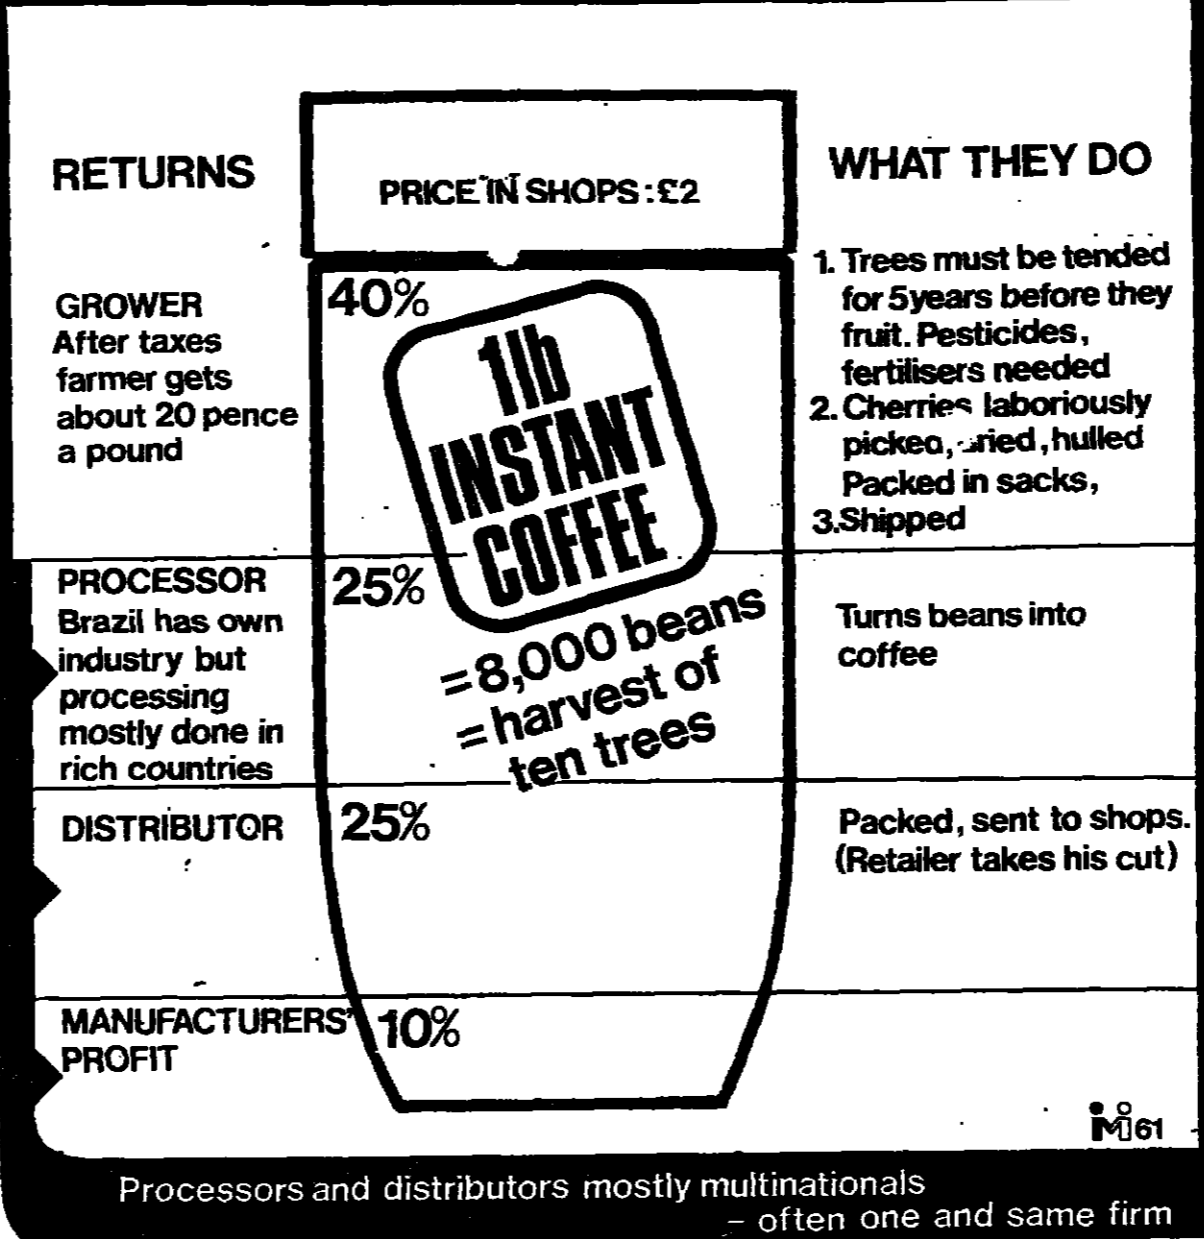 RETURNS
PRICE IN SHOPS : £2
WHAT THEY DO
GROWER
After taxes
farmer gets
about 20 pence
a pound
40%
1lb
INSTANT
COFFEE
1. Trees must be tended
for 5 years before they
fruit. Pesticides,
fertilisers needed
2. Cherries laboriously
picked, dried, hulled
Packed in sacks,
3. Shipped
PROCESSOR
Brazil has own
industry but
processing
mostly done in
rich countries
25%
=8,000 beans
=harvest of
ten trees
Turns beans into
coffee
DISTRIBUTOR
25%
Packed, sent to shops.
(Retailer takes his cut)
MANUFACTURERS'
PROFIT
10%
61
Processors and distributors mostly multinationals
– often one and same firm